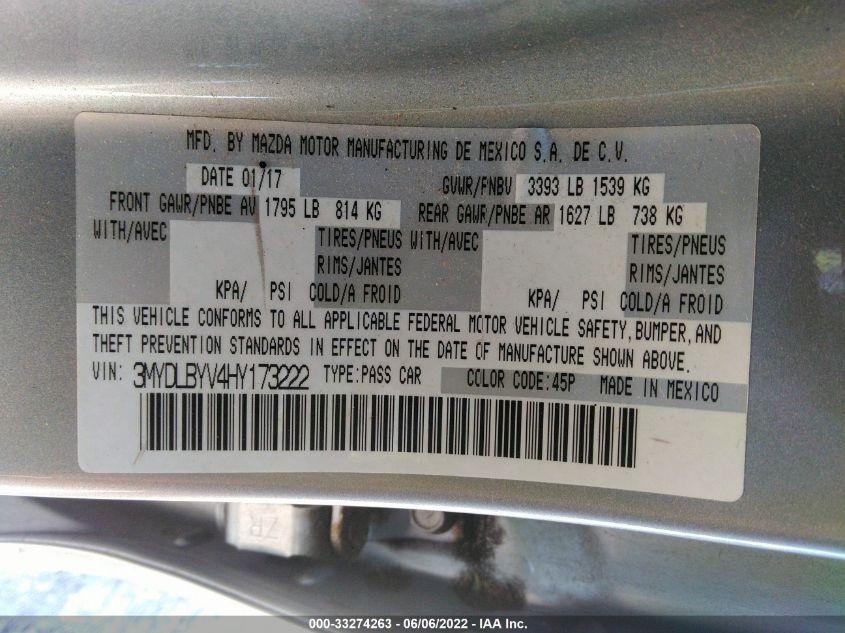 MFD. BY MAZDA MOTOR MANUFACTURING DE MEXICO S.A. DE C.V.
DATE 01/17 GVWR/PNBV 3393 LB 1539 KG
FRONT GAWR/PNBE AV 1795 LB 814 KG REAR GAWR/PNBE AR 1627 LB 738 KG
WITH/AVEC TIRES/PNEUS WITH/AVEC TIRES/PNEUS
RIMS/JANTES RIMS/JANTES
KPA/ PSI COLD/A FROID KPA/ PSI COLD/A FROID
THIS VEHICLE CONFORMS TO ALL APPLICABLE FEDERAL MOTOR VEHICLE SAFETY, BUMPER, AND
THEFT PREVENTION STANDARDS IN EFFECT ON THE DATE OF MANUFACTURE SHOWN ABOVE.
VIN: 3MYDLBYV4HY173222 TYPE:PASS CAR COLOR CODE:45P MADE IN MEXICO
ZR
000-33274263 - 06/06/2022 - IAA Inc.